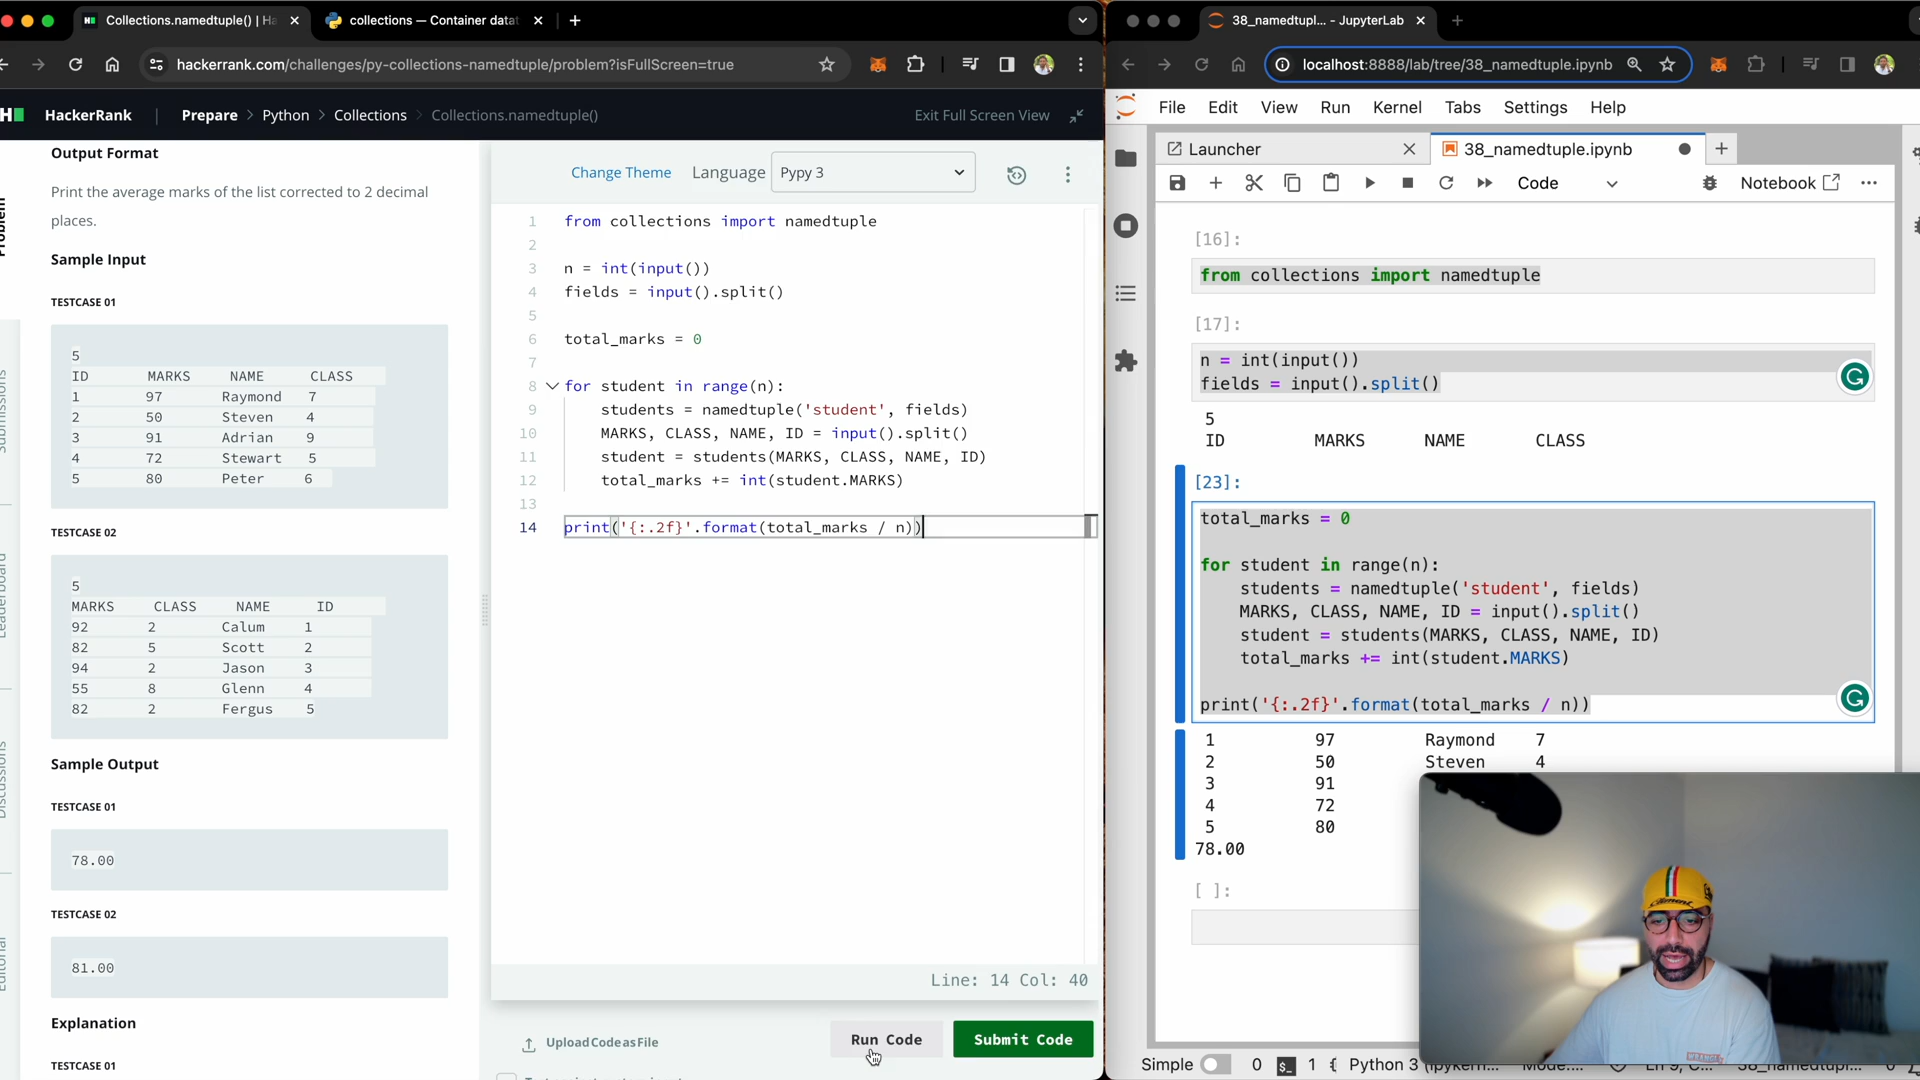 Collections.namedtuple() | Ha
collections — Container datat
hackerrank.com/challenges/py-collections-namedtuple/problem?isFullScreen=true
HackerRank
Prepare > Python > Collections > Collections.namedtuple()
Exit Full Screen View
Problem
Submissions
Leaderboard
Discussions
Editorial
Output Format
Print the average marks of the list corrected to 2 decimal
places.
Sample Input
TESTCASE 01
5
ID MARKS NAME CLASS
1 97 Raymond 7
2 50 Steven 4
3 91 Adrian 9
4 72 Stewart 5
5 80 Peter 6
TESTCASE 02
5
MARKS CLASS NAME ID
92 2 Calum 1
82 5 Scott 2
94 2 Jason 3
55 8 Glenn 4
82 2 Fergus 5
Sample Output
TESTCASE 01
78.00
TESTCASE 02
81.00
Explanation
TESTCASE 01
Change Theme Language Pypy 3
1 from collections import namedtuple
2
3 n = int(input())
4 fields = input().split()
5
6 total_marks = 0
7
8 for student in range(n):
9 students = namedtuple('student', fields)
10 MARKS, CLASS, NAME, ID = input().split()
11 student = students(MARKS, CLASS, NAME, ID)
12 total_marks += int(student.MARKS)
13
14 print('{:.2f}'.format(total_marks / n))
Line: 14 Col: 40
Upload Code as File
Run Code
Submit Code
38_namedtupl... - JupyterLab
localhost:8888/lab/tree/38_namedtuple.ipynb
File Edit View Run Kernel Tabs Settings Help
Launcher
38_namedtuple.ipynb
Code
Notebook
[16]:
from collections import namedtuple
[17]:
n = int(input())
fields = input().split()
5
ID MARKS NAME CLASS
[23]:
total_marks = 0
for student in range(n):
students = namedtuple('student', fields)
MARKS, CLASS, NAME, ID = input().split()
student = students(MARKS, CLASS, NAME, ID)
total_marks += int(student.MARKS)
print('{:.2f}'.format(total_marks / n))
1 97 Raymond 7
2 50 Steven 4
3 91
4 72
5 80
78.00
[ ]:
Simple 0 1 Python 3 (ipykern...